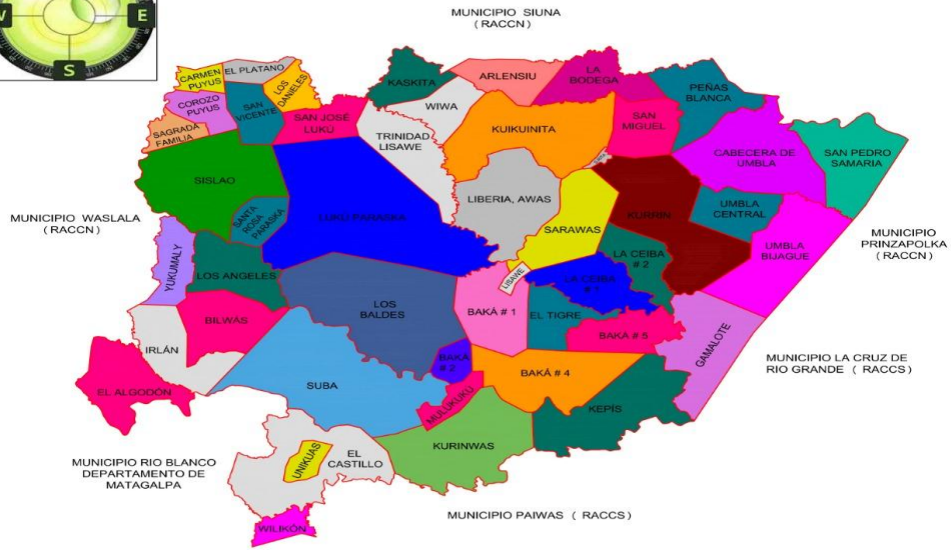 MUNICIPIO SIUNA
(RACCN)
W
E
S
CARMEN
PUYUS
EL PLATANO
LOS
DANIELES
COROZO
PUYUS
SAN
VICENTE
SAGRADA
FAMILIA
SAN JOSÉ
LUKÚ
KASKITA
WIWA
TRINIDAD
LISAWE
ARLENSIU
LA
BODEGA
PEÑAS
BLANCA
KUIKUINITA
SAN
MIGUEL
CABECERA DE
UMBLA
SAN PEDRO
SAMARIA
SISLAO
SANTA
ROSA
PARASKA
LUKÚ PARASKA
LIBERIA, AWAS
SARAWAS
KURRIN
UMBLA
CENTRAL
UMBLA
BIJAGUE
MUNICIPIO WASLALA
(RACCN)
MUNICIPIO
PRINZAPOLKA
(RACCN)
YUKUMALY
LOS ANGELES
LISAWE
LA CEIBA
# 2
LA CEIBA
# 1
LOS
BALDES
BAKÁ # 1
EL TIGRE
BAKÁ # 5
GAMALOTE
BILWAS
IRLÁN
BAKÁ
# 2
BAKÁ # 4
MUNICIPIO LA CRUZ DE
RIO GRANDE ( RACCS)
EL ALGODÓN
SUBA
MULUKUKU
KEPÍS
KURINWAS
MUNICIPIO RIO BLANCO
DEPARTAMENTO DE
MATAGALPA
UNIKUAS
EL
CASTILLO
WILIKÓN
MUNICIPIO PAIWAS ( RACCS)